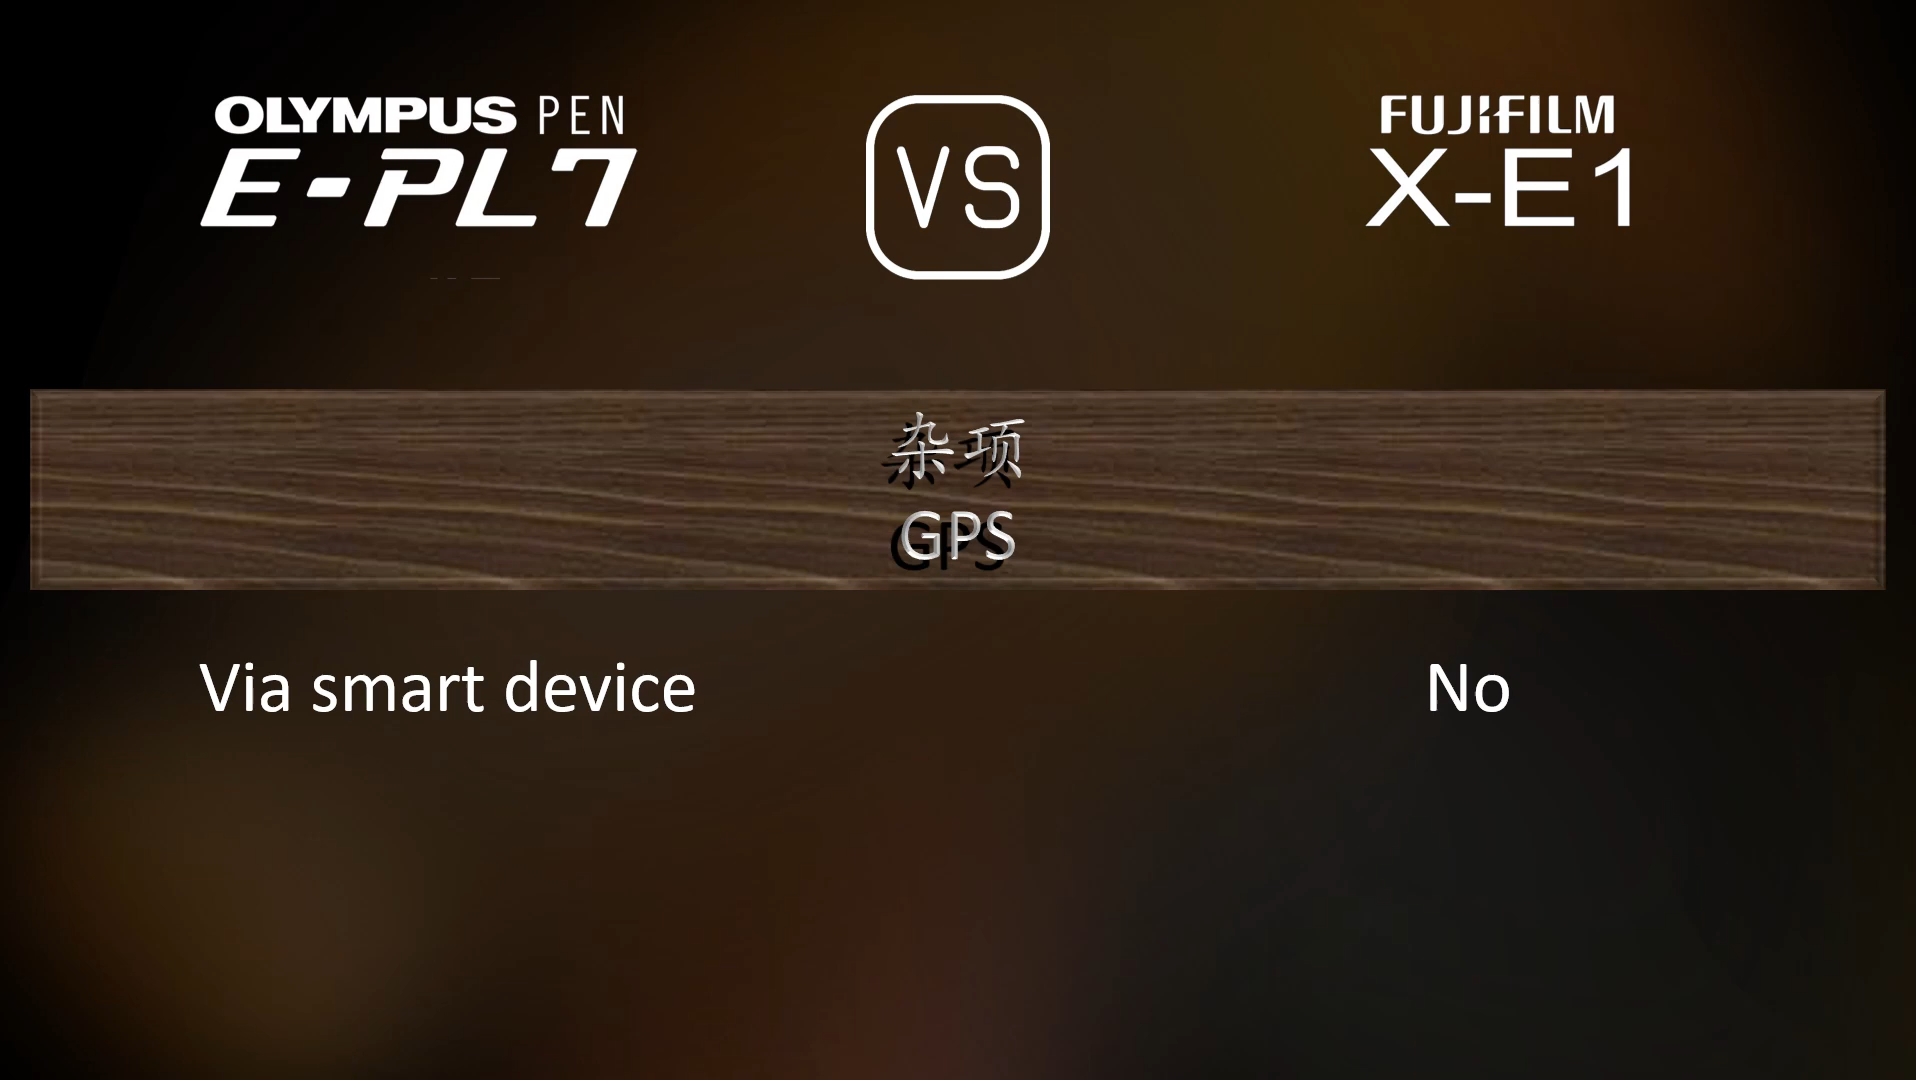 OLYMPUS PEN
E-PL7
VS
FUJIFILM
X-E1
杂项
GPS
Via smart device
No